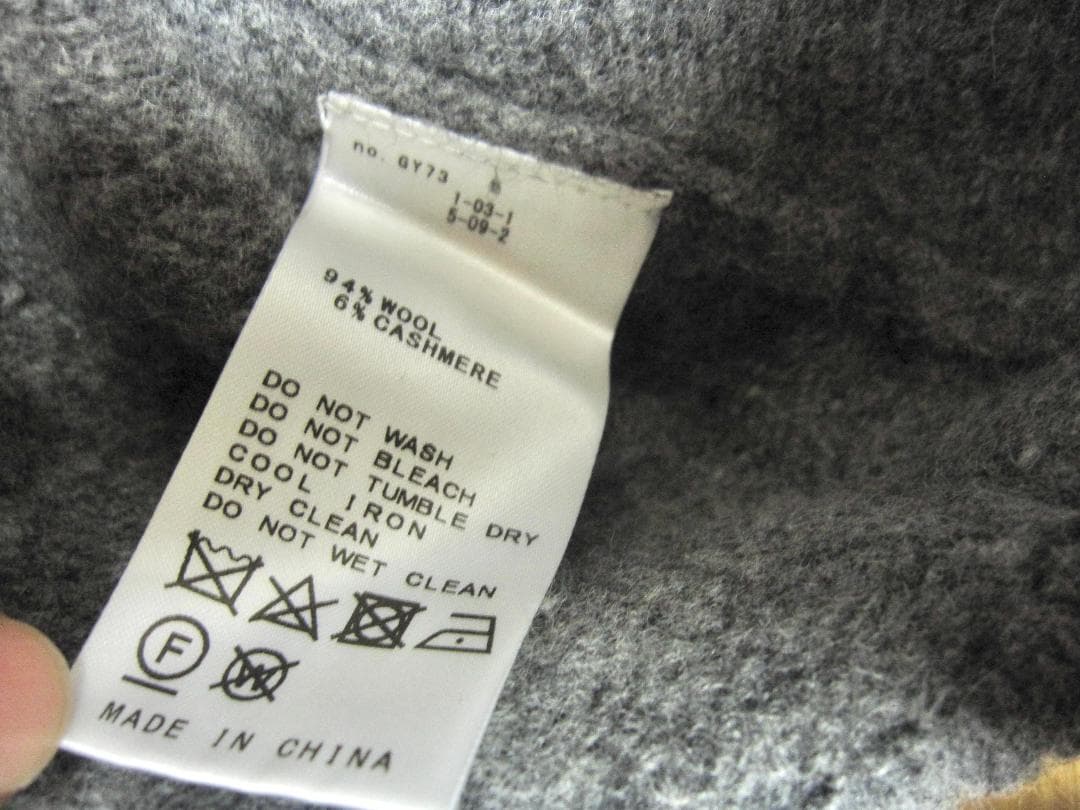 no. GY73
1-03-1
5-09-2
94% WOOL
6% CASHMERE
DO NOT WASH
DO NOT BLEACH
DO NOT TUMBLE DRY
COOL IRON
DRY CLEAN
DO NOT WET CLEAN
F W
MADE IN CHINA